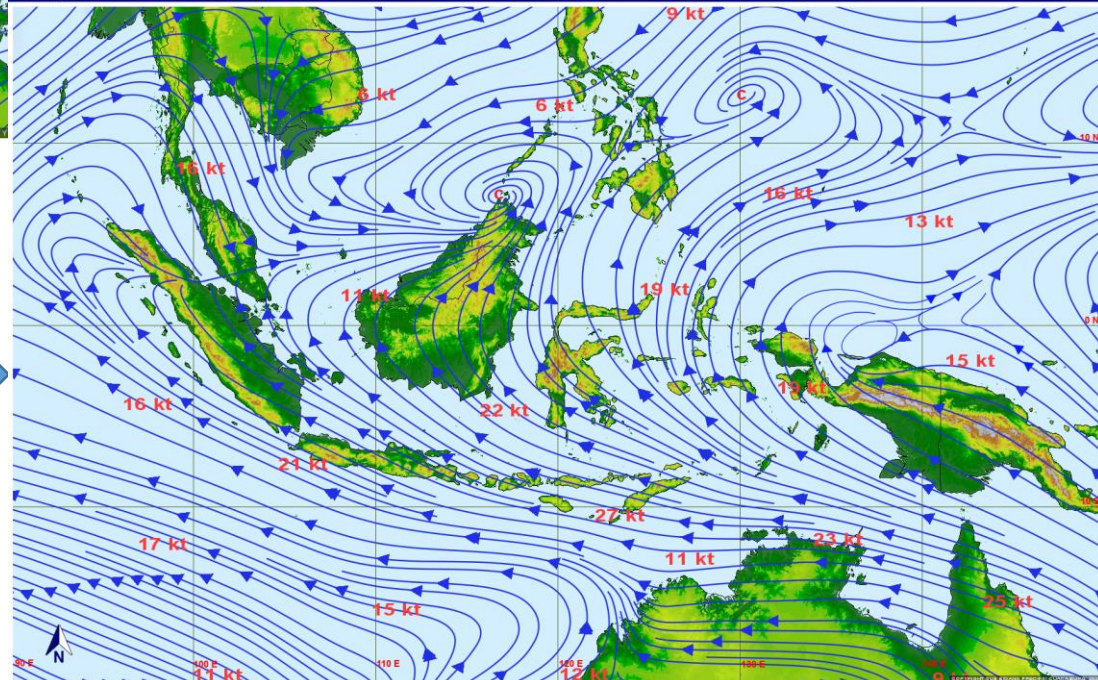 9 kt
C
6 kt
6 kt
10 N
16 kt
C
16 kt
13 kt
11 kt
19 kt
0 N
15 kt
19 kt
16 kt
22 kt
21 kt
27 kt
17 kt
11 kt
23 kt
15 kt
25 kt
N
90 E
100 E
110 E
120 E
130 E
11 kt
12 kt